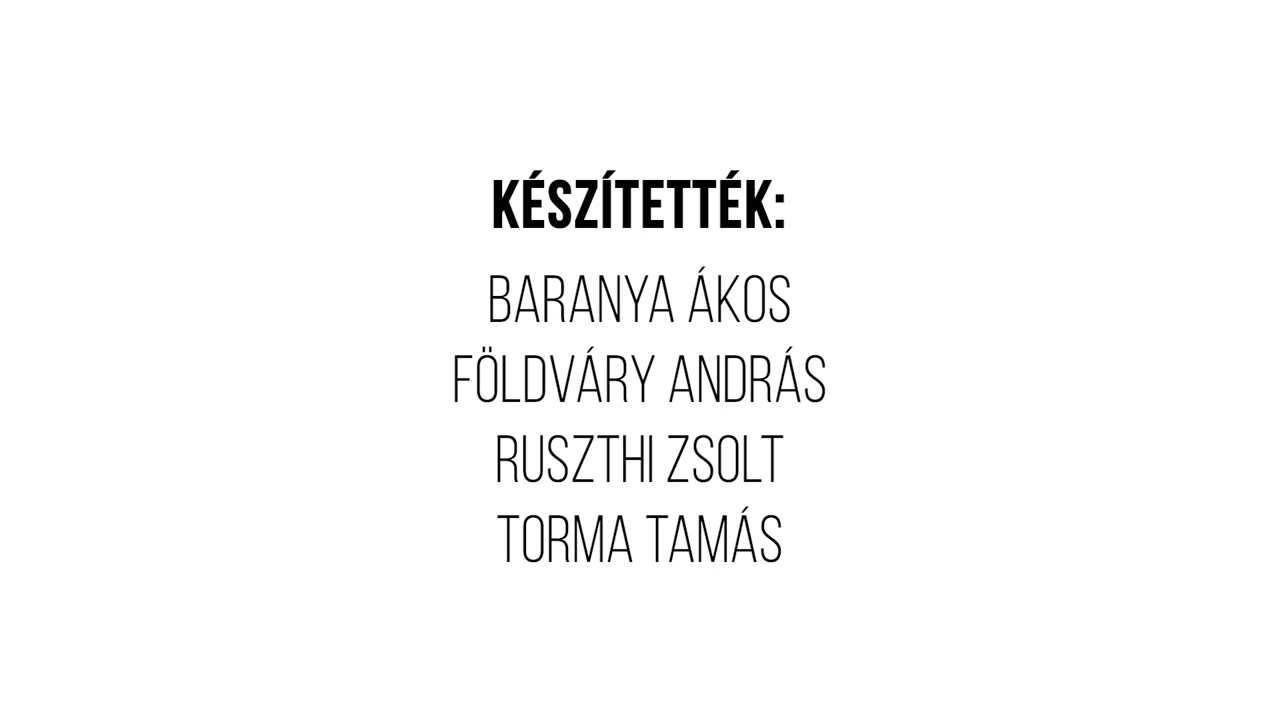 KÉSZÍTETTÉK:
BARANYA ÁKOS
FÖLDVÁRY ANDRÁS
RUSZTHI ZSOLT
TORMA TAMÁS